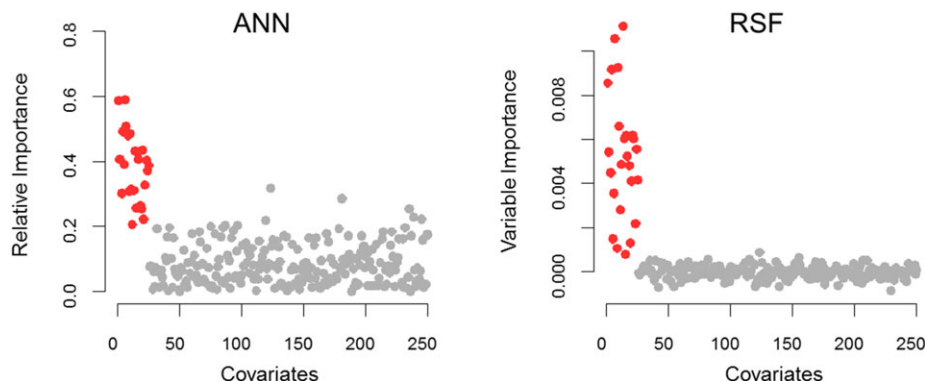 ANN
Relative Importance
0.8
0.6
0.4
0.2
0.0
0 50 100 150 200 250
Covariates
RSF
Variable Importance
0.008
0.004
0.000
0 50 100 150 200 250
Covariates